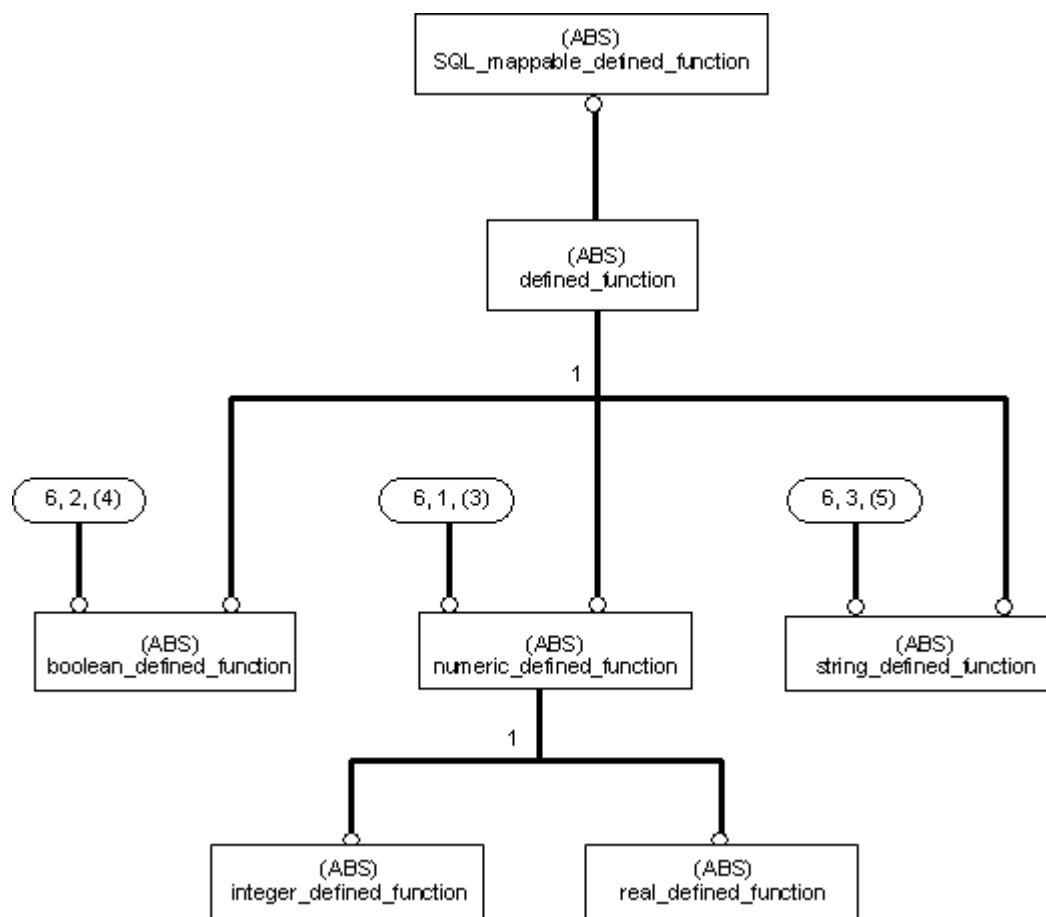 (ABS)
SQL_mappable_defined_function
(ABS)
defined_function
1
6, 2, (4)
6, 1, (3)
6, 3, (5)
(ABS)
boolean_defined_function
(ABS)
numeric_defined_function
(ABS)
string_defined_function
1
(ABS)
integer_defined_function
(ABS)
real_defined_function